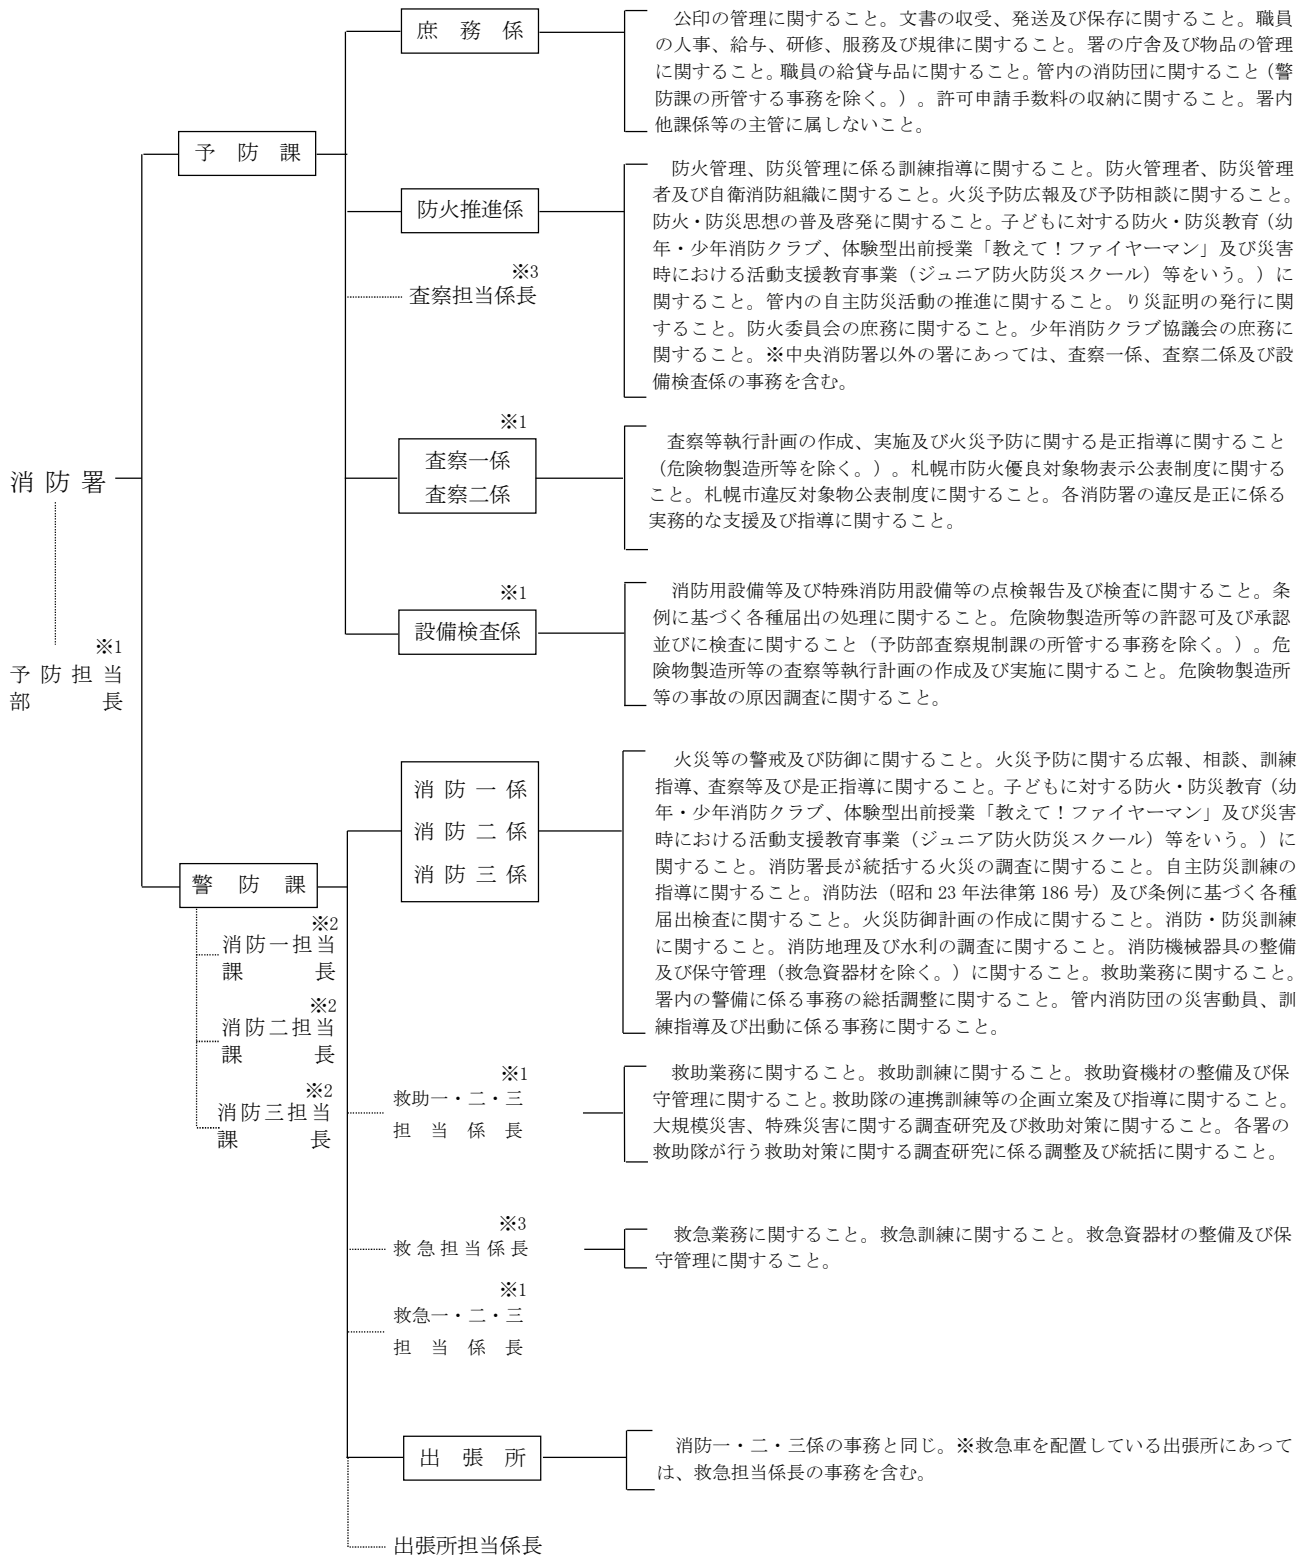 庶務係
公印の管理に関すること。文書の収受、発送及び保存に関すること。職員
の人事、給与、研修、服務及び規律に関すること。署の庁舎及び物品の管理
に関すること。職員の給貸与品に関すること。管内の消防団に関すること（警
防課の所管する事務を除く。）。許可申請手数料の収納に関すること。署内
他課係等の主管に属しないこと。
予防課
防火推進係
防火管理、防災管理に係る訓練指導に関すること。防火管理者、防災管理
者及び自衛消防組織に関すること。火災予防広報及び予防相談に関すること。
防火・防災思想の普及啓発に関すること。子どもに対する防火・防災教育（幼
年・少年消防クラブ、体験型出前授業「教えて！ファイヤーマン」及び災害
時における活動支援教育事業（ジュニア防火防災スクール）等をいう。）に
関すること。管内の自主防災活動の推進に関すること。り災証明の発行に関
すること。防火委員会の庶務に関すること。少年消防クラブ協議会の庶務に
関すること。※中央消防署以外の署にあっては、査察一係、査察二係及び設
備検査係の事務を含む。
※3
査察担当係長
※1
査察一係
査察二係
査察等執行計画の作成、実施及び火災予防に関する是正指導に関すること
（危険物製造所等を除く。）。札幌市防火優良対象物表示公表制度に関する
こと。札幌市違反対象物公表制度に関すること。各消防署の違反是正に係る
実務的な支援及び指導に関すること。
消防署
※1
予防担当
部長
※1
設備検査係
消防用設備等及び特殊消防用設備等の点検報告及び検査に関すること。条
例に基づく各種届出の処理に関すること。危険物製造所等の許認可及び承認
並びに検査に関すること（予防部査察規制課の所管する事務を除く。）。危
険物製造所等の査察等執行計画の作成及び実施に関すること。危険物製造所
等の事故の原因調査に関すること。
消防一係
消防二係
消防三係
火災等の警戒及び防御に関すること。火災予防に関する広報、相談、訓練
指導、査察等及び是正指導に関すること。子どもに対する防火・防災教育（幼
年・少年消防クラブ、体験型出前授業「教えて！ファイヤーマン」及び災害
時における活動支援教育事業（ジュニア防火防災スクール）等をいう。）に
関すること。消防署長が統括する火災の調査に関すること。自主防災訓練の
指導に関すること。消防法（昭和 23 年法律第 186 号）及び条例に基づく各種
届出検査に関すること。火災防御計画の作成に関すること。消防・防災訓練
に関すること。消防地理及び水利の調査に関すること。消防機械器具の整備
及び保守管理（救急資器材を除く。）に関すること。救助業務に関すること。
署内の警備に係る事務の総括調整に関すること。管内消防団の災害動員、訓
練指導及び出動に係る事務に関すること。
警防課
※2
消防一担当
課長
※2
消防二担当
課長
※2
消防三担当
課長
※1
救助一・二・三
担当係長
救助業務に関すること。救助訓練に関すること。救助資機材の整備及び保
守管理に関すること。救助隊の連携訓練等の企画立案及び指導に関すること。
大規模災害、特殊災害に関する調査研究及び救助対策に関すること。各署の
救助隊が行う救助対策に関する調査研究に係る調整及び統括に関すること。
※3
救急担当係長
救急業務に関すること。救急訓練に関すること。救急資器材の整備及び保
守管理に関すること。
※1
救急一・二・三
担当係長
出張所
消防一・二・三係の事務と同じ。※救急車を配置している出張所にあって
は、救急担当係長の事務を含む。
出張所担当係長